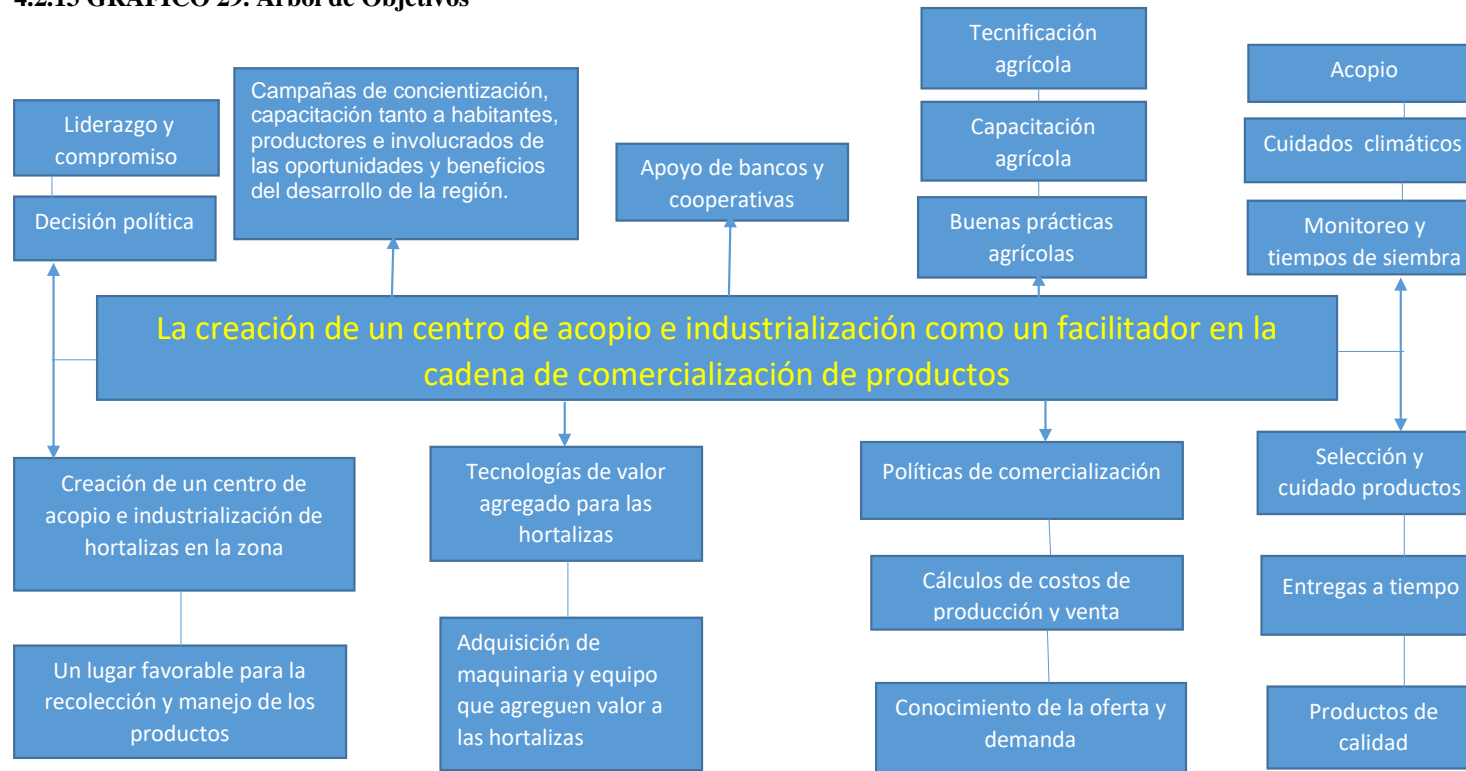 4.2.15 GRÁFICO 29: Árbol de Objetivos
Liderazgo y
compromiso
Decisión política
Campañas de concientización,
capacitación tanto a habitantes,
productores e involucrados de
las oportunidades y beneficios
del desarrollo de la región.
Apoyo de bancos y
cooperativas
Tecnificación
agrícola
Capacitación
agrícola
Buenas prácticas
agrícolas
Acopio
Cuidados climáticos
Monitoreo y
tiempos de siembra
La creación de un centro de acopio e industrialización como un facilitador en la
cadena de comercialización de productos
Creación de un centro de
acopio e industrialización de
hortalizas en la zona
Un lugar favorable para la
recolección y manejo de los
productos
Tecnologías de valor
agregado para las
hortalizas
Adquisición de
maquinaria y equipo
que agreguen valor a
las hortalizas
Políticas de comercialización
Cálculos de costos de
producción y venta
Conocimiento de la oferta y
demanda
Selección y
cuidado productos
Entregas a tiempo
Productos de
calidad